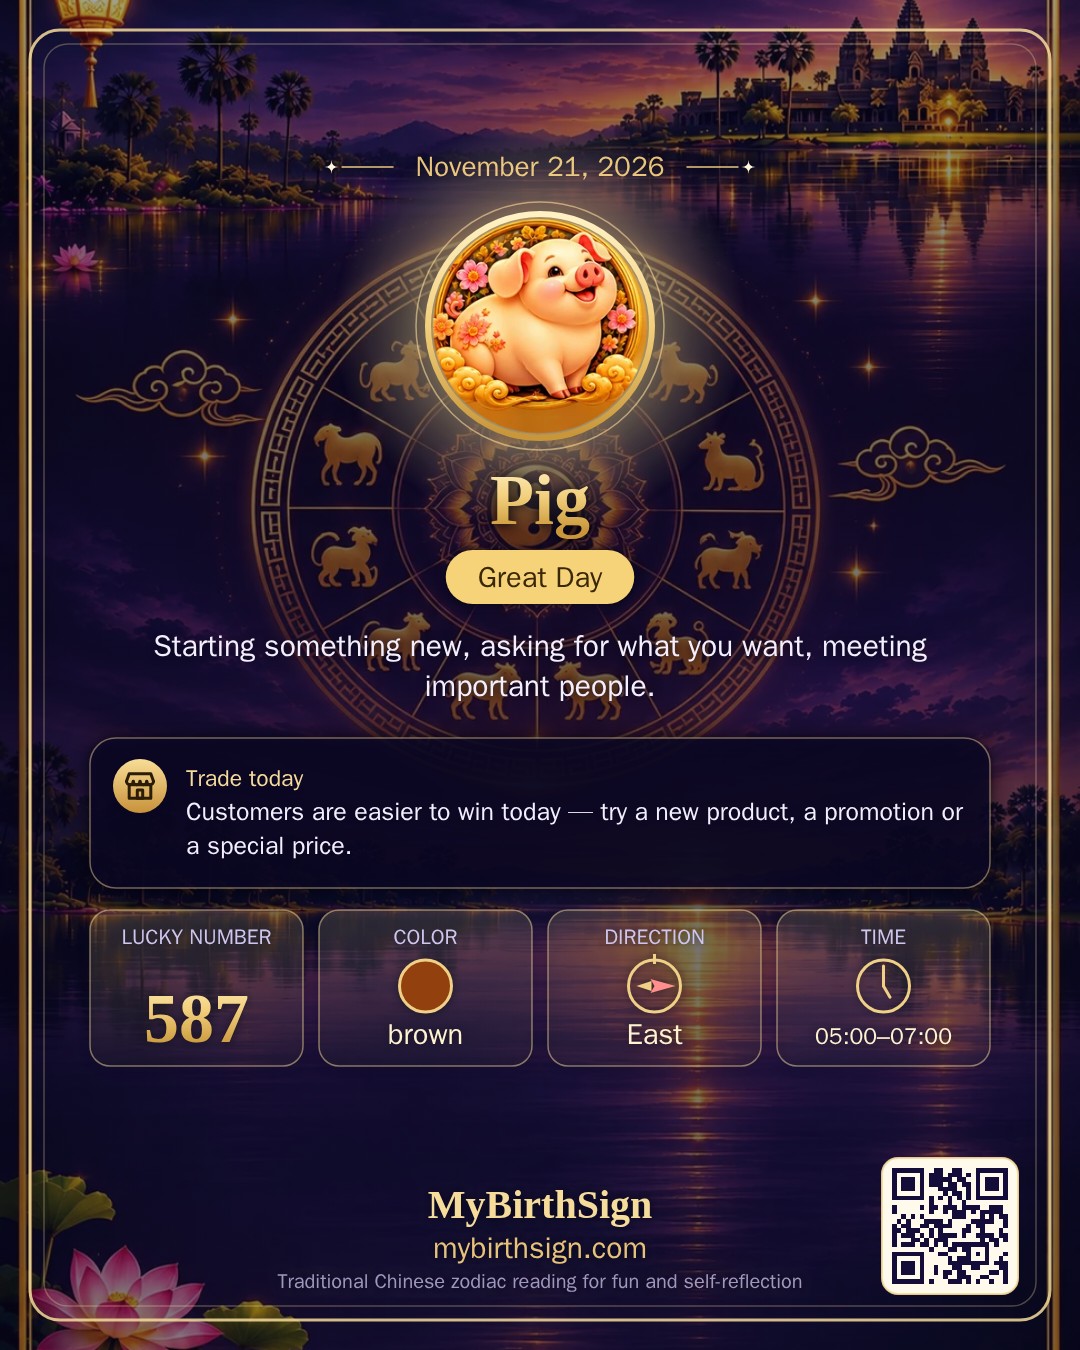 November 21, 2026
Pig
Great Day
Starting something new, asking for what you want, meeting
important people.
Trade today
Customers are easier to win today — try a new product, a promotion or
a special price.
LUCKY NUMBER
587
COLOR
brown
DIRECTION
East
TIME
05:00–07:00
MyBirthSign
mybirthsign.com
Traditional Chinese zodiac reading for fun and self-reflection